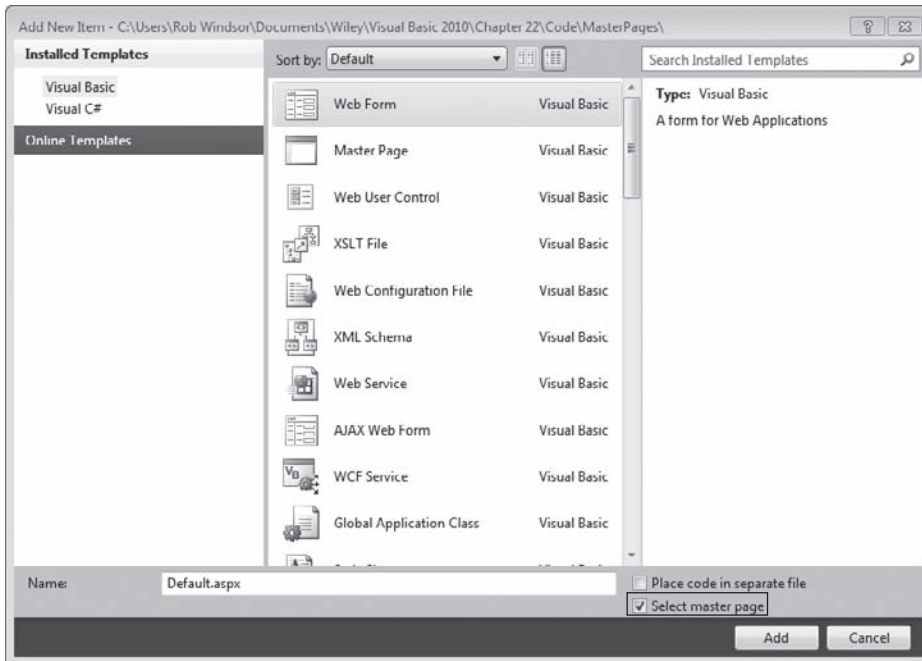 Add New Item - C:\Users\Rob Windsor\Documents\Wiley\Visual Basic 2010\Chapter 22\Code\MasterPages\
Installed Templates
Visual Basic
Visual C#
Online Templates
Sort by: Default
Search Installed Templates
Web Form Visual Basic
Master Page Visual Basic
Web User Control Visual Basic
XSLT File Visual Basic
Web Configuration File Visual Basic
XML Schema Visual Basic
Web Service Visual Basic
AJAX Web Form Visual Basic
WCF Service Visual Basic
Global Application Class Visual Basic
Type: Visual Basic
A form for Web Applications
Name: Default.aspx
Place code in separate file
Select master page
Add Cancel